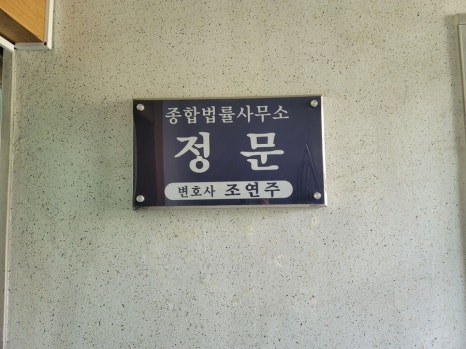 종합법률사무소
정문
변호사 조연주